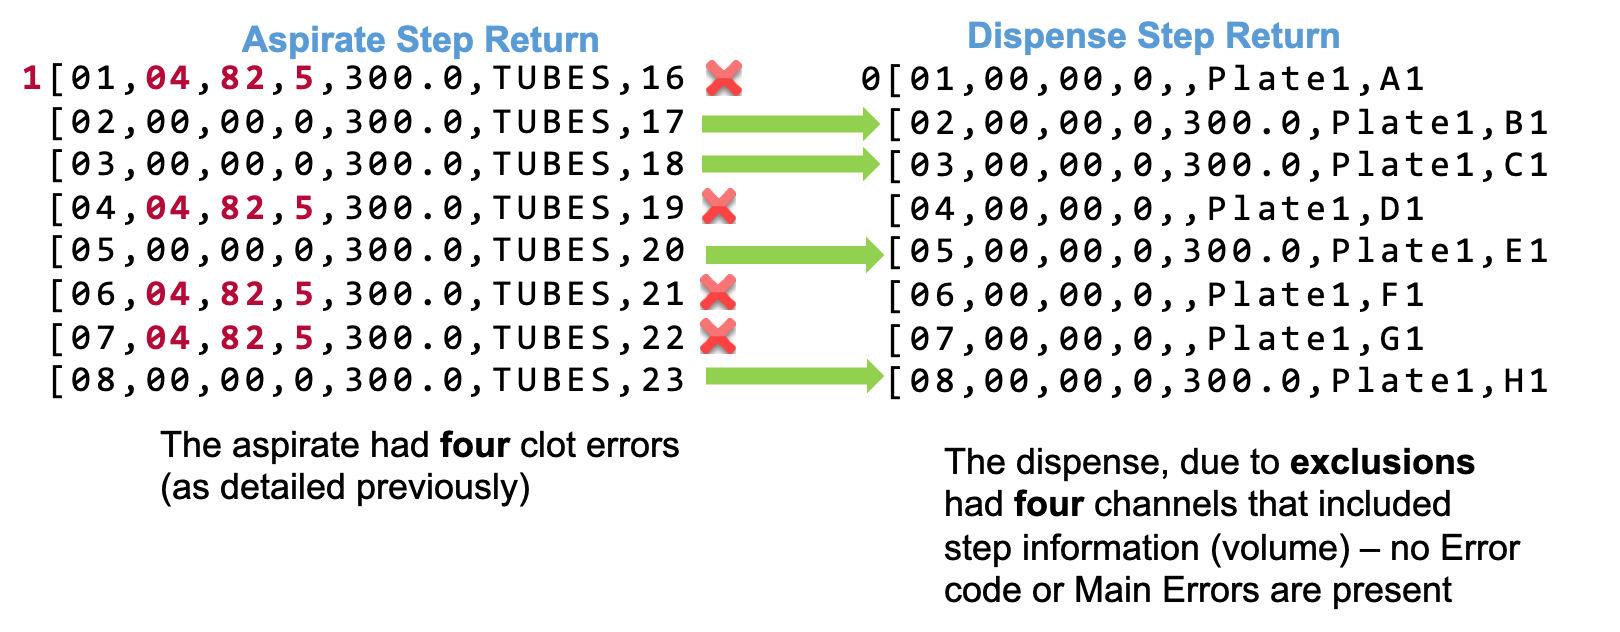 Aspirate Step Return
1[01,04,82,5,300.0,TUBES,16
[02,00,00,0,300.0,TUBES,17
[03,00,00,0,300.0,TUBES,18
[04,04,82,5,300.0,TUBES,19
[05,00,00,0,300.0,TUBES,20
[06,04,82,5,300.0,TUBES,21
[07,04,82,5,300.0,TUBES,22
[08,00,00,0,300.0,TUBES,23
The aspirate had four clot errors
(as detailed previously)
Dispense Step Return
0[01,00,00,0,,Plate1,A1
[02,00,00,0,300.0,Plate1,B1
[03,00,00,0,300.0,Plate1,C1
[04,00,00,0,,Plate1,D1
[05,00,00,0,300.0,Plate1,E1
[06,00,00,0,,Plate1,F1
[07,00,00,0,,Plate1,G1
[08,00,00,0,300.0,Plate1,H1
The dispense, due to exclusions
had four channels that included
step information (volume) – no Error
code or Main Errors are present